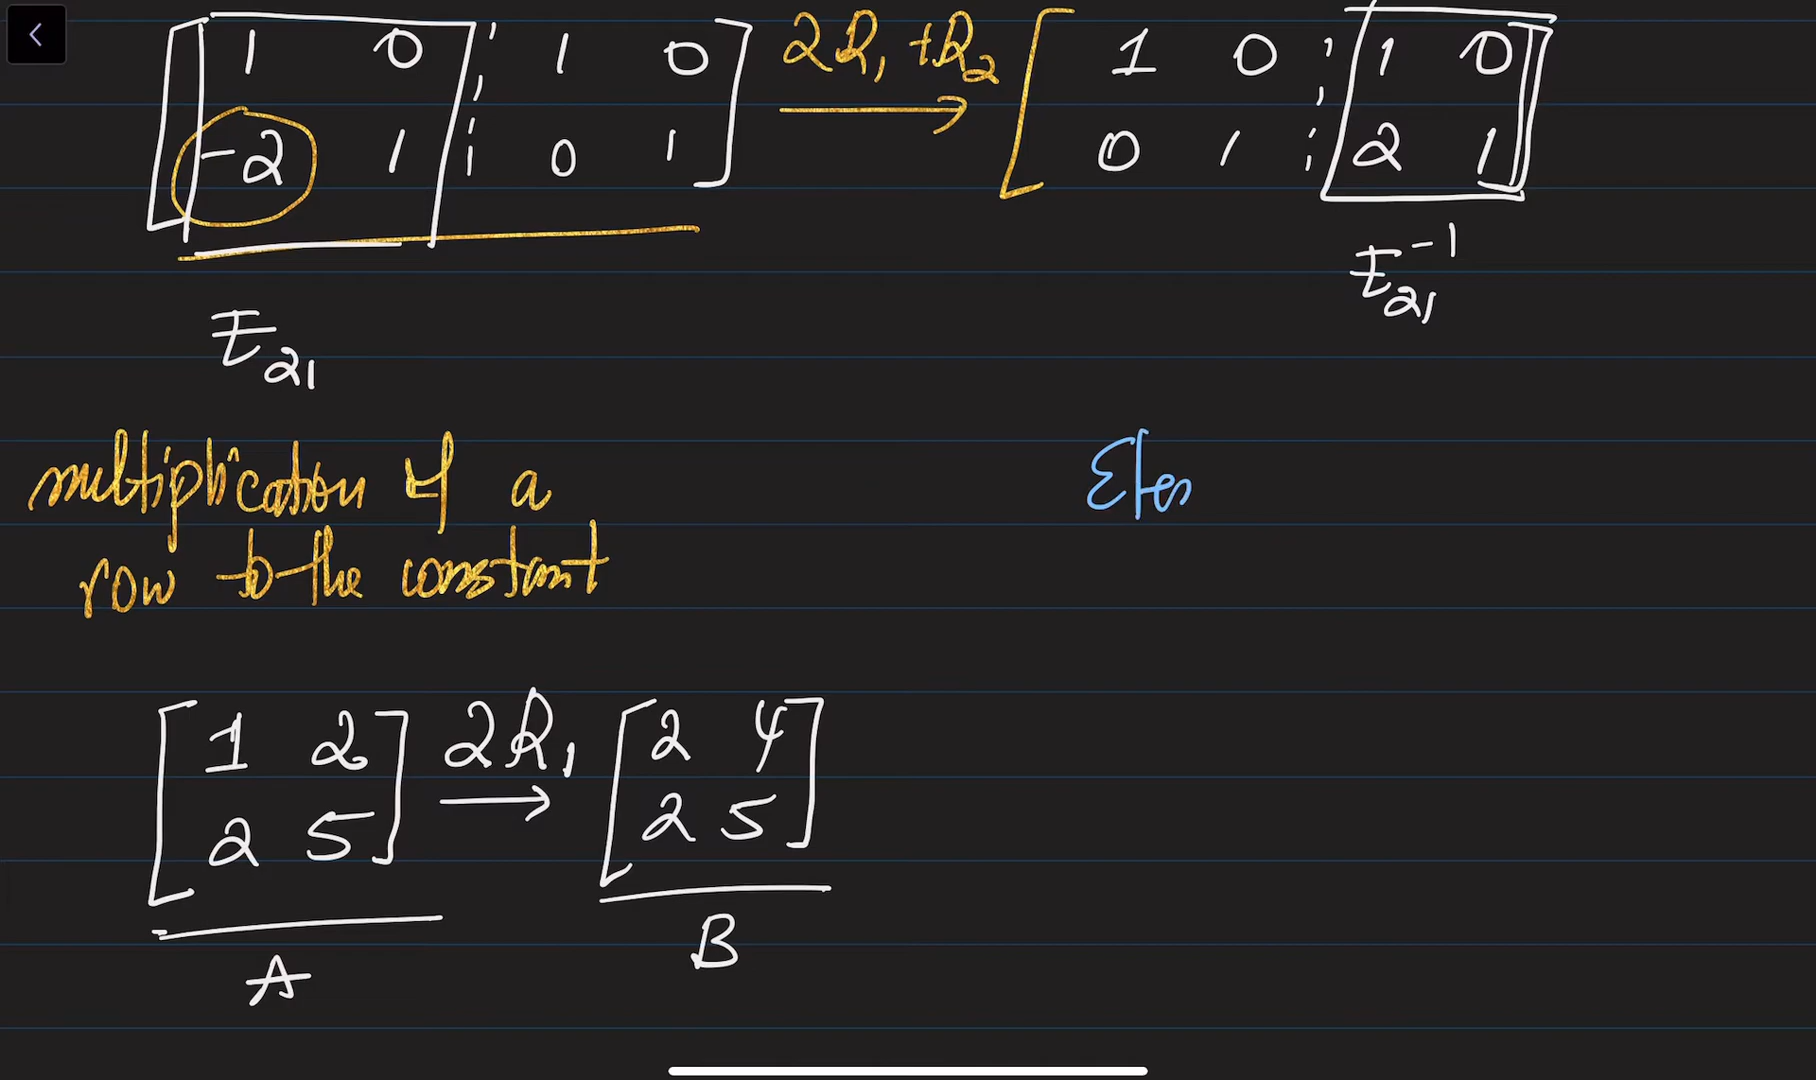 [ 1 0 ¦ 1 0 ] 2R₁ + R₂ [ 1 0 ¦ 1 0 ]
[ -2 1 ¦ 0 1 ] → [ 0 1 ¦ 2 1 ]
E₂₁⁻¹
E₂₁
multiplication of a
row to the constant
Elem
[ 1 2 ] 2R₁ [ 2 4 ]
[ 2 5 ] → [ 2 5 ]
A B